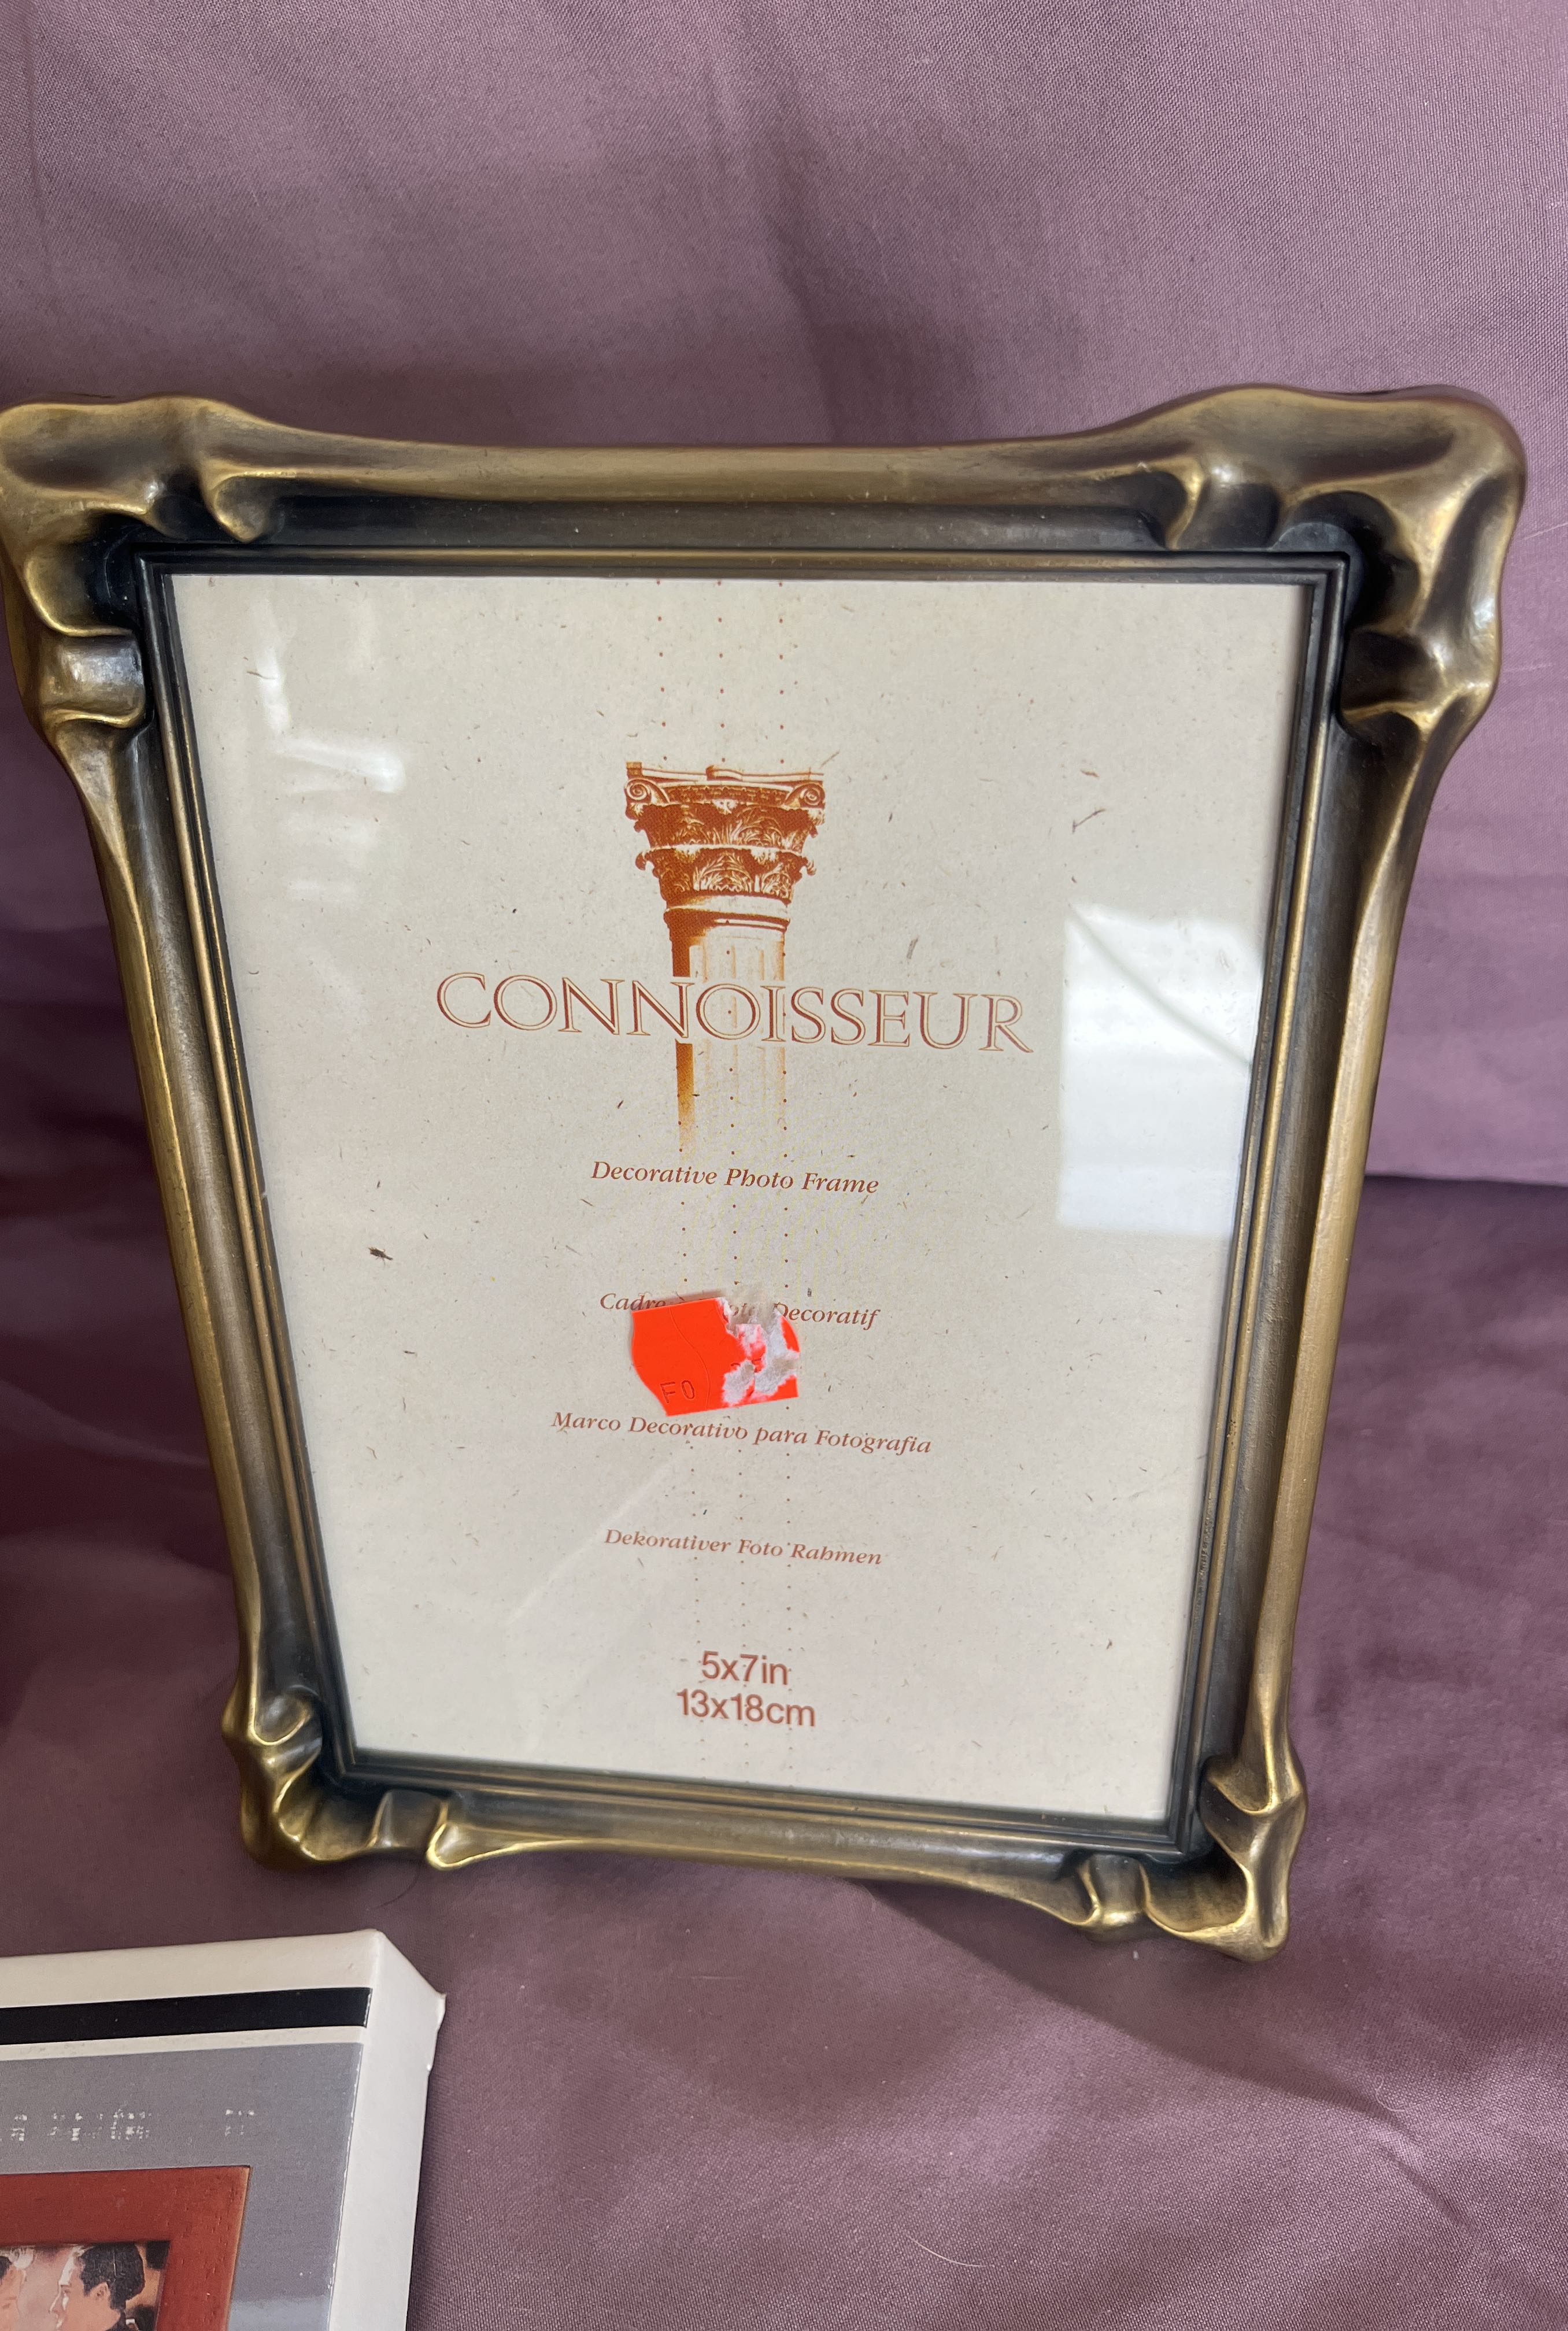 CONNOISSEUR
Decorative Photo Frame
Cadre Decoratif
FO
Marco Decorativo para Fotografia
Dekorativer Foto Rahmen
5x7in
13x18cm